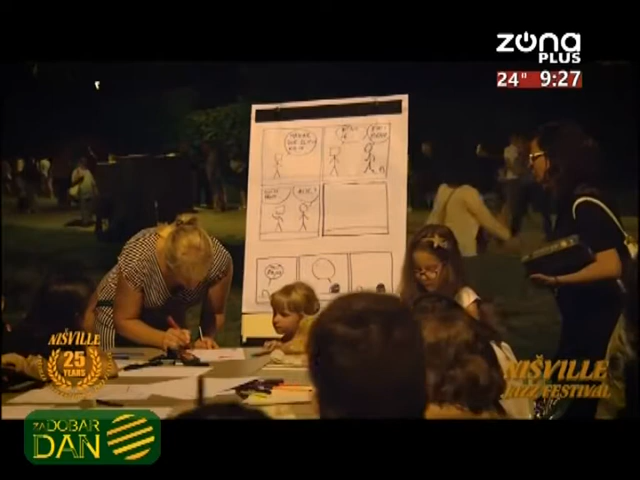 zona
PLUS
24" 9:27
NIŠVILLE
25
YEARS
NIŠVILLE
JAZZ FESTIVAL
ZA DOBAR
DAN